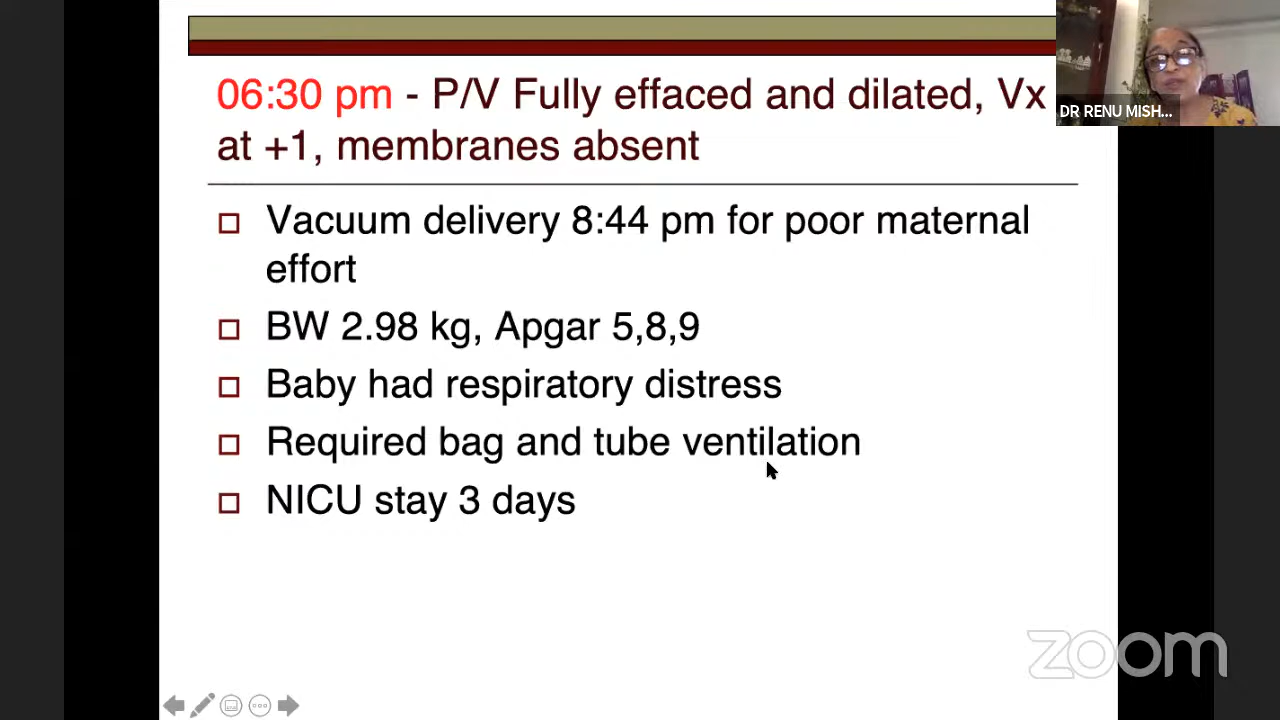 06:30 pm - P/V Fully effaced and dilated, Vx
at +1, membranes absent
DR RENU MISH...
Vacuum delivery 8:44 pm for poor maternal
effort
BW 2.98 kg, Apgar 5,8,9
Baby had respiratory distress
Required bag and tube ventilation
NICU stay 3 days
zoom